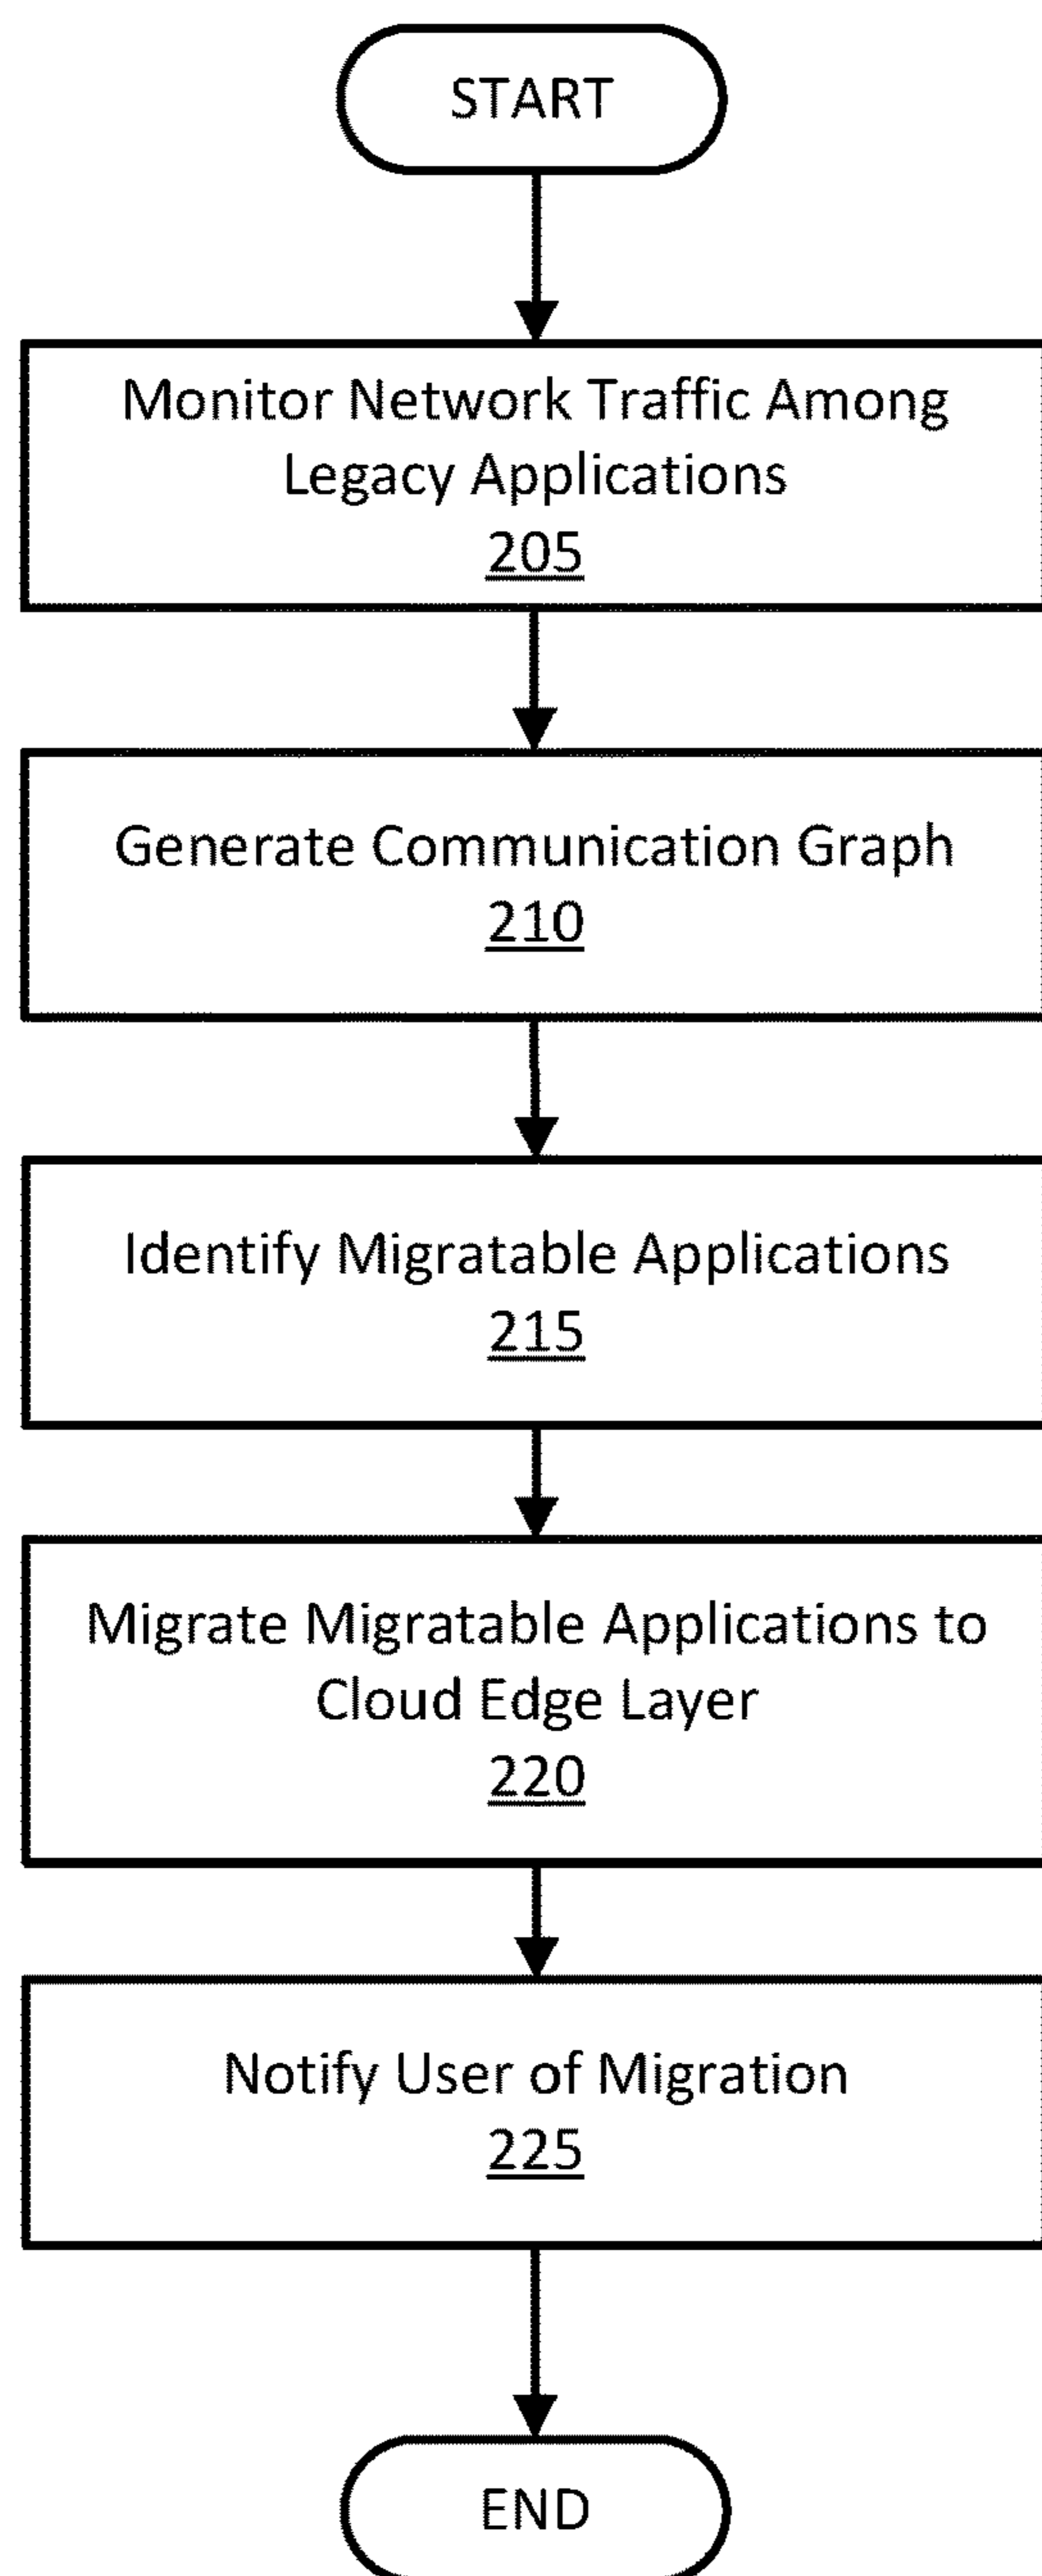 START
Monitor Network Traffic Among
Legacy Applications
205
Generate Communication Graph
210
Identify Migratable Applications
215
Migrate Migratable Applications to
Cloud Edge Layer
220
Notify User of Migration
225
END